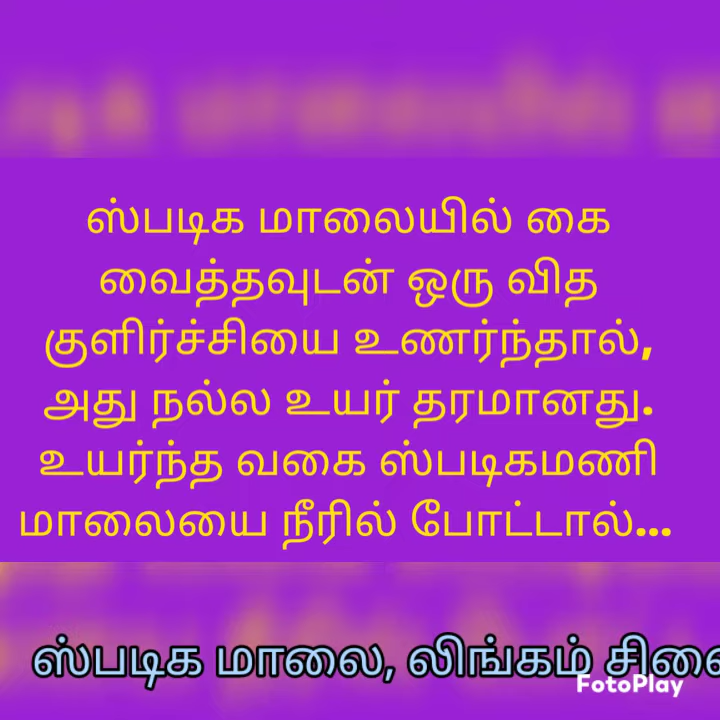 ஸ்படிக மாலையில் கை
வைத்தவுடன் ஒரு வித
குளிர்ச்சியை உணர்ந்தால்,
அது நல்ல உயர் தரமானது.
உயர்ந்த வகை ஸ்படிகமணி
மாலையை நீரில் போட்டால்...
ஸ்படிக மாலை, லிங்கம்
FotoPlay